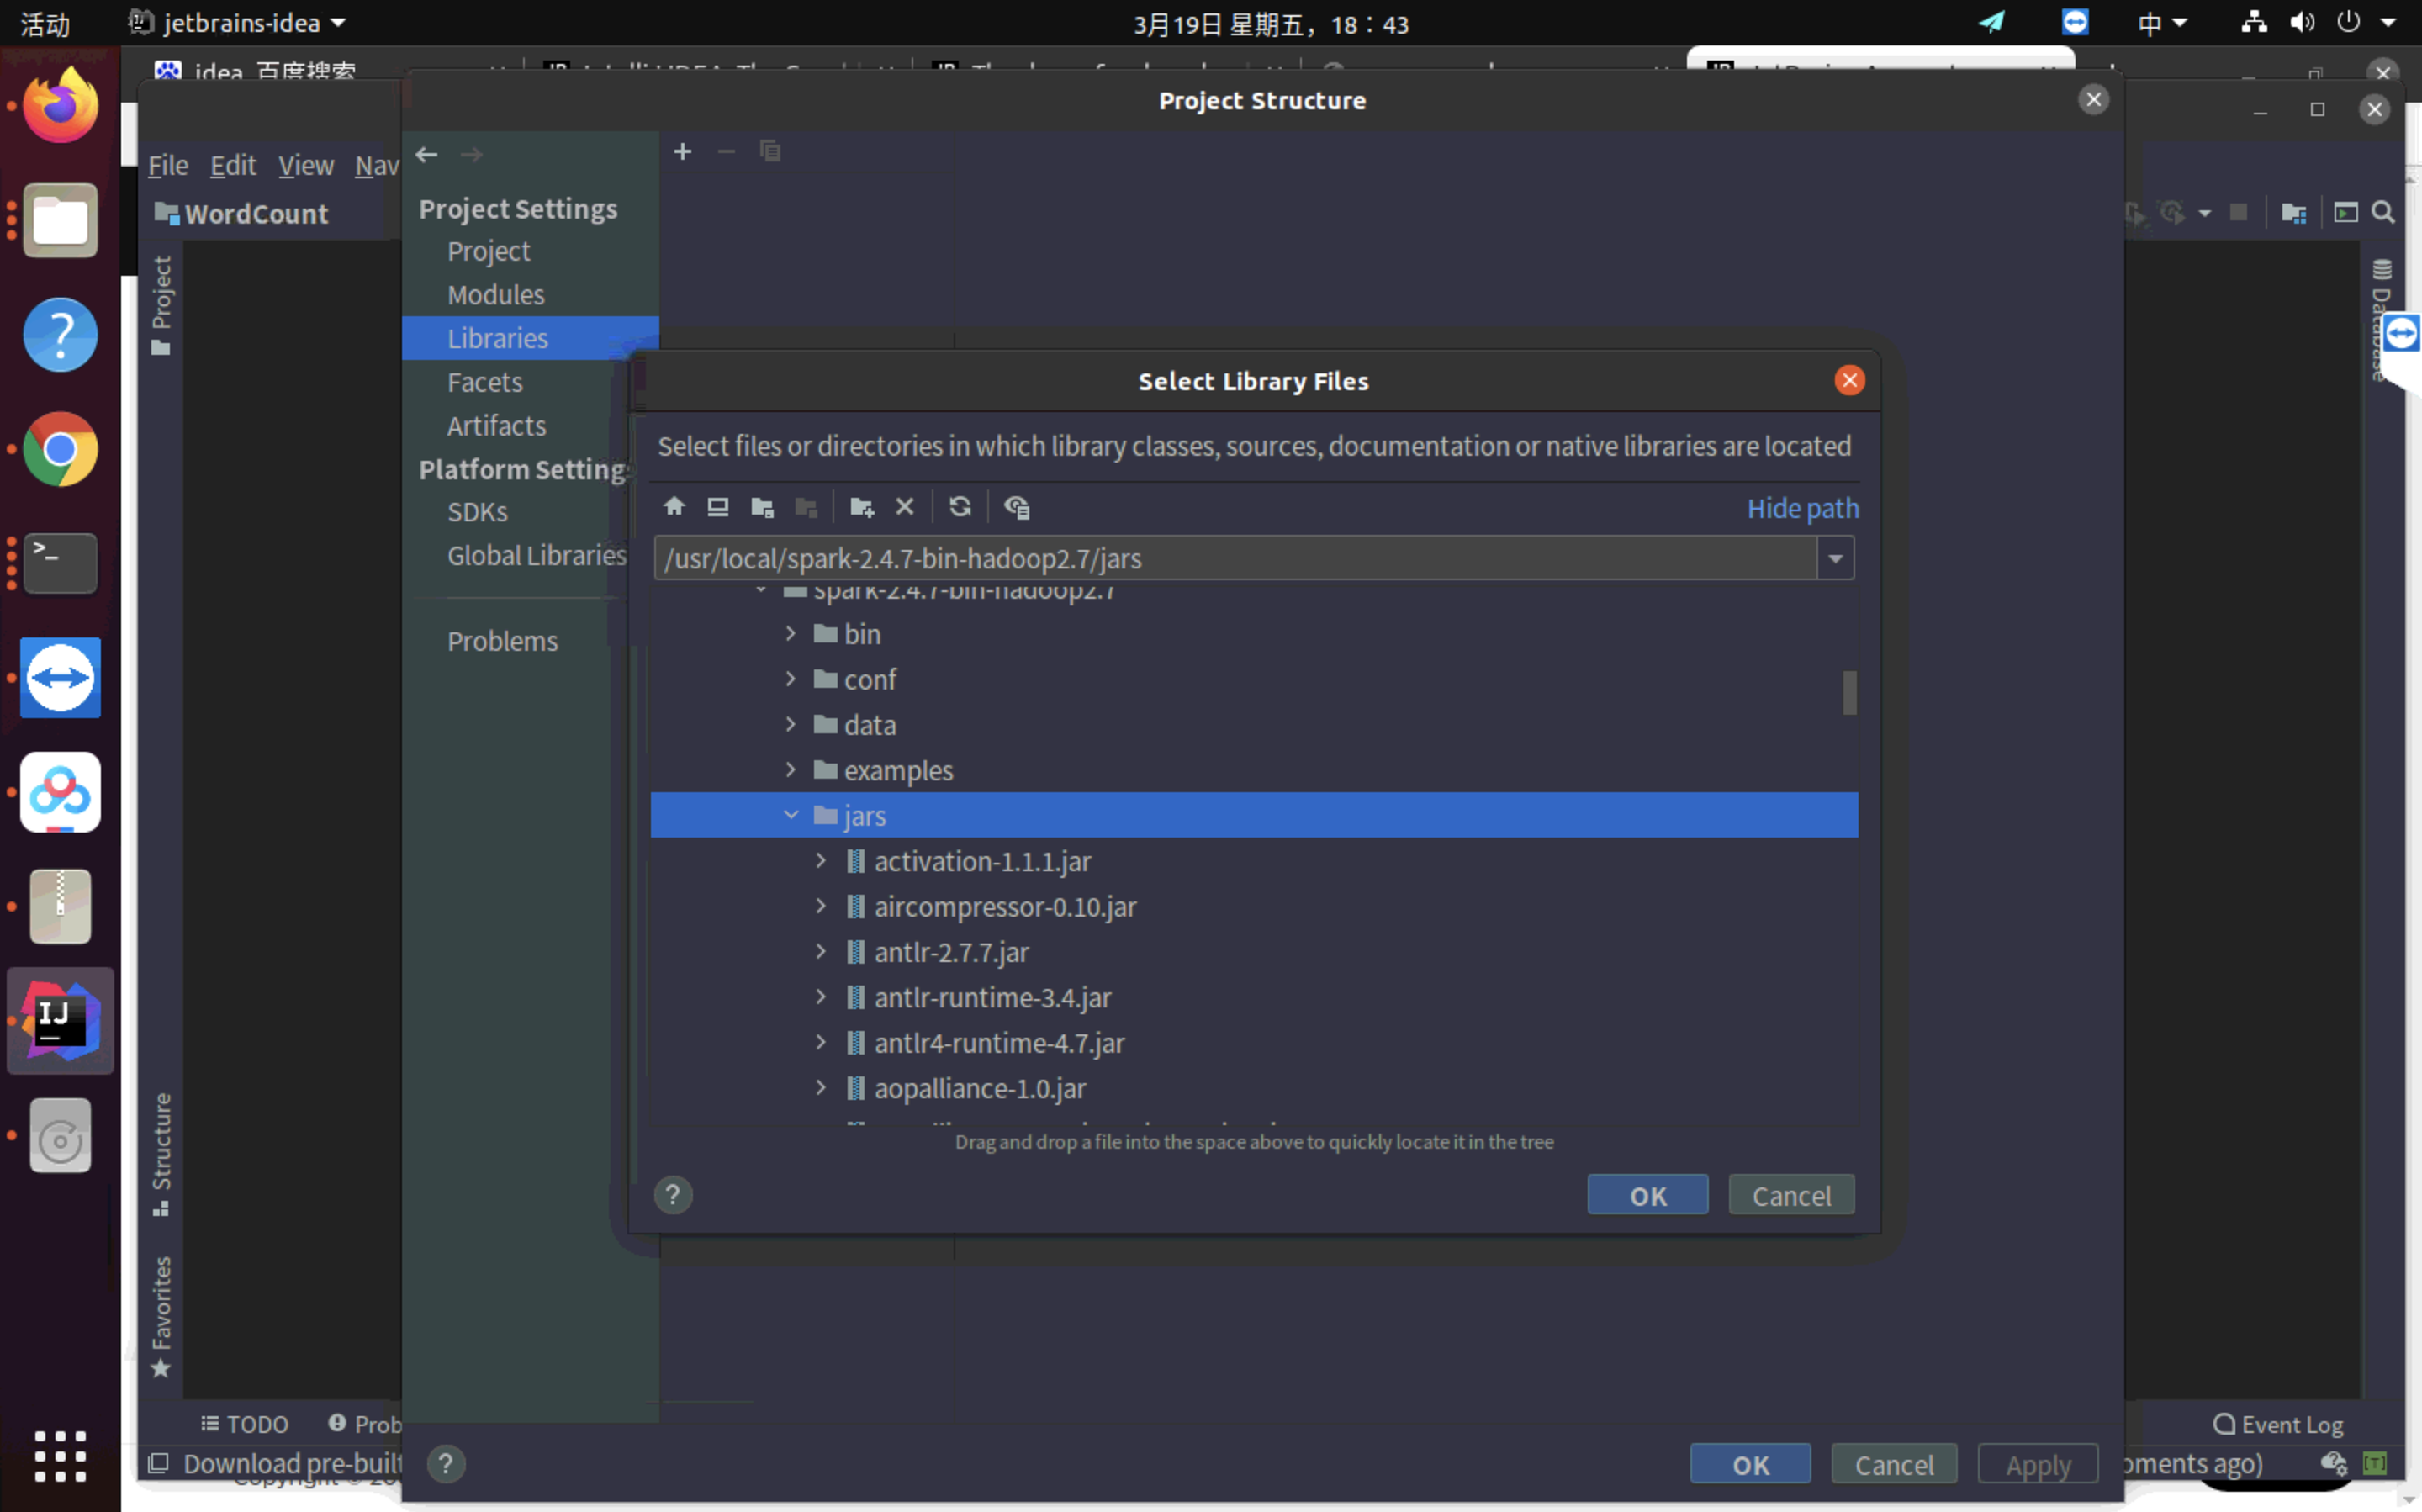 活动
jetbrains-idea
3月19日 星期五，18：43
中
idea_百度搜索
Project Structure
File Edit View Nav
WordCount
Project
Project Settings
Project
Modules
Libraries
Facets
Artifacts
Platform Setting
SDKs
Global Libraries
Problems
Database
Select Library Files
Select files or directories in which library classes, sources, documentation or native libraries are located
Hide path
/usr/local/spark-2.4.7-bin-hadoop2.7/jars
spark-2.4.7-bin-hadoop2.7
bin
conf
data
examples
jars
activation-1.1.1.jar
aircompressor-0.10.jar
antlr-2.7.7.jar
antlr-runtime-3.4.jar
antlr4-runtime-4.7.jar
aopalliance-1.0.jar
Drag and drop a file into the space above to quickly locate it in the tree
?
OK Cancel
Structure
Favorites
TODO Prob
Event Log
Download pre-built
?
OK Cancel Apply
oments ago)